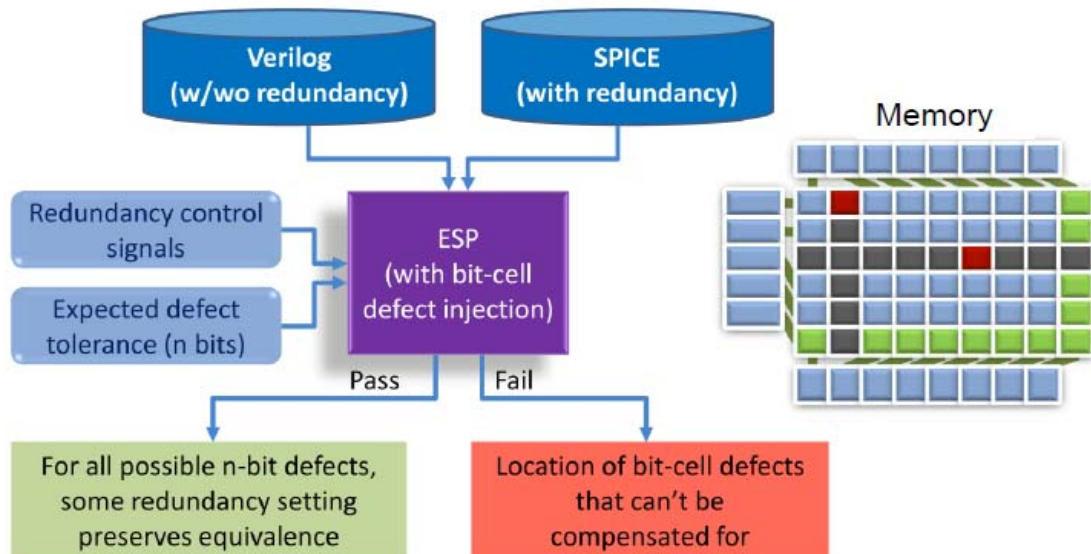 Verilog
(w/wo redundancy)
SPICE
(with redundancy)
Memory
Redundancy control
signals
Expected defect
tolerance (n bits)
ESP
(with bit-cell
defect injection)
Pass
Fail
For all possible n-bit defects,
some redundancy setting
preserves equivalence
Location of bit-cell defects
that can't be
compensated for